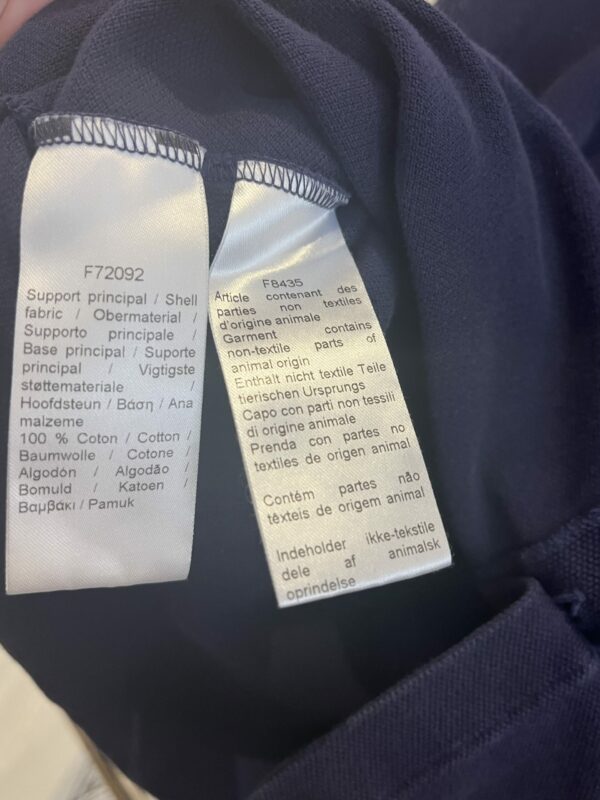 F72092
Support principal / Shell
fabric / Obermaterial /
Supporto principale /
Base principal / Suporte
principal / Vigtigste
støttemateriale /
Hoofdsteun / Βάση / Ana
malzeme
100 % Coton / Cotton /
Baumwolle / Cotone /
Algodón / Algodão /
Bomuld / Katoen /
Βαμβάκι / Pamuk
F8435
Article contenant des
parties non textiles
d'origine animale
Garment contains
non-textile parts of
animal origin
Enthält nicht textile Teile
tierischen Ursprungs
Capo con parti non tessili
di origine animale
Prenda con partes no
textiles de origen animal
Contém partes não
têxteis de origem animal
Indeholder ikke-tekstile
dele af animalsk
oprindelse